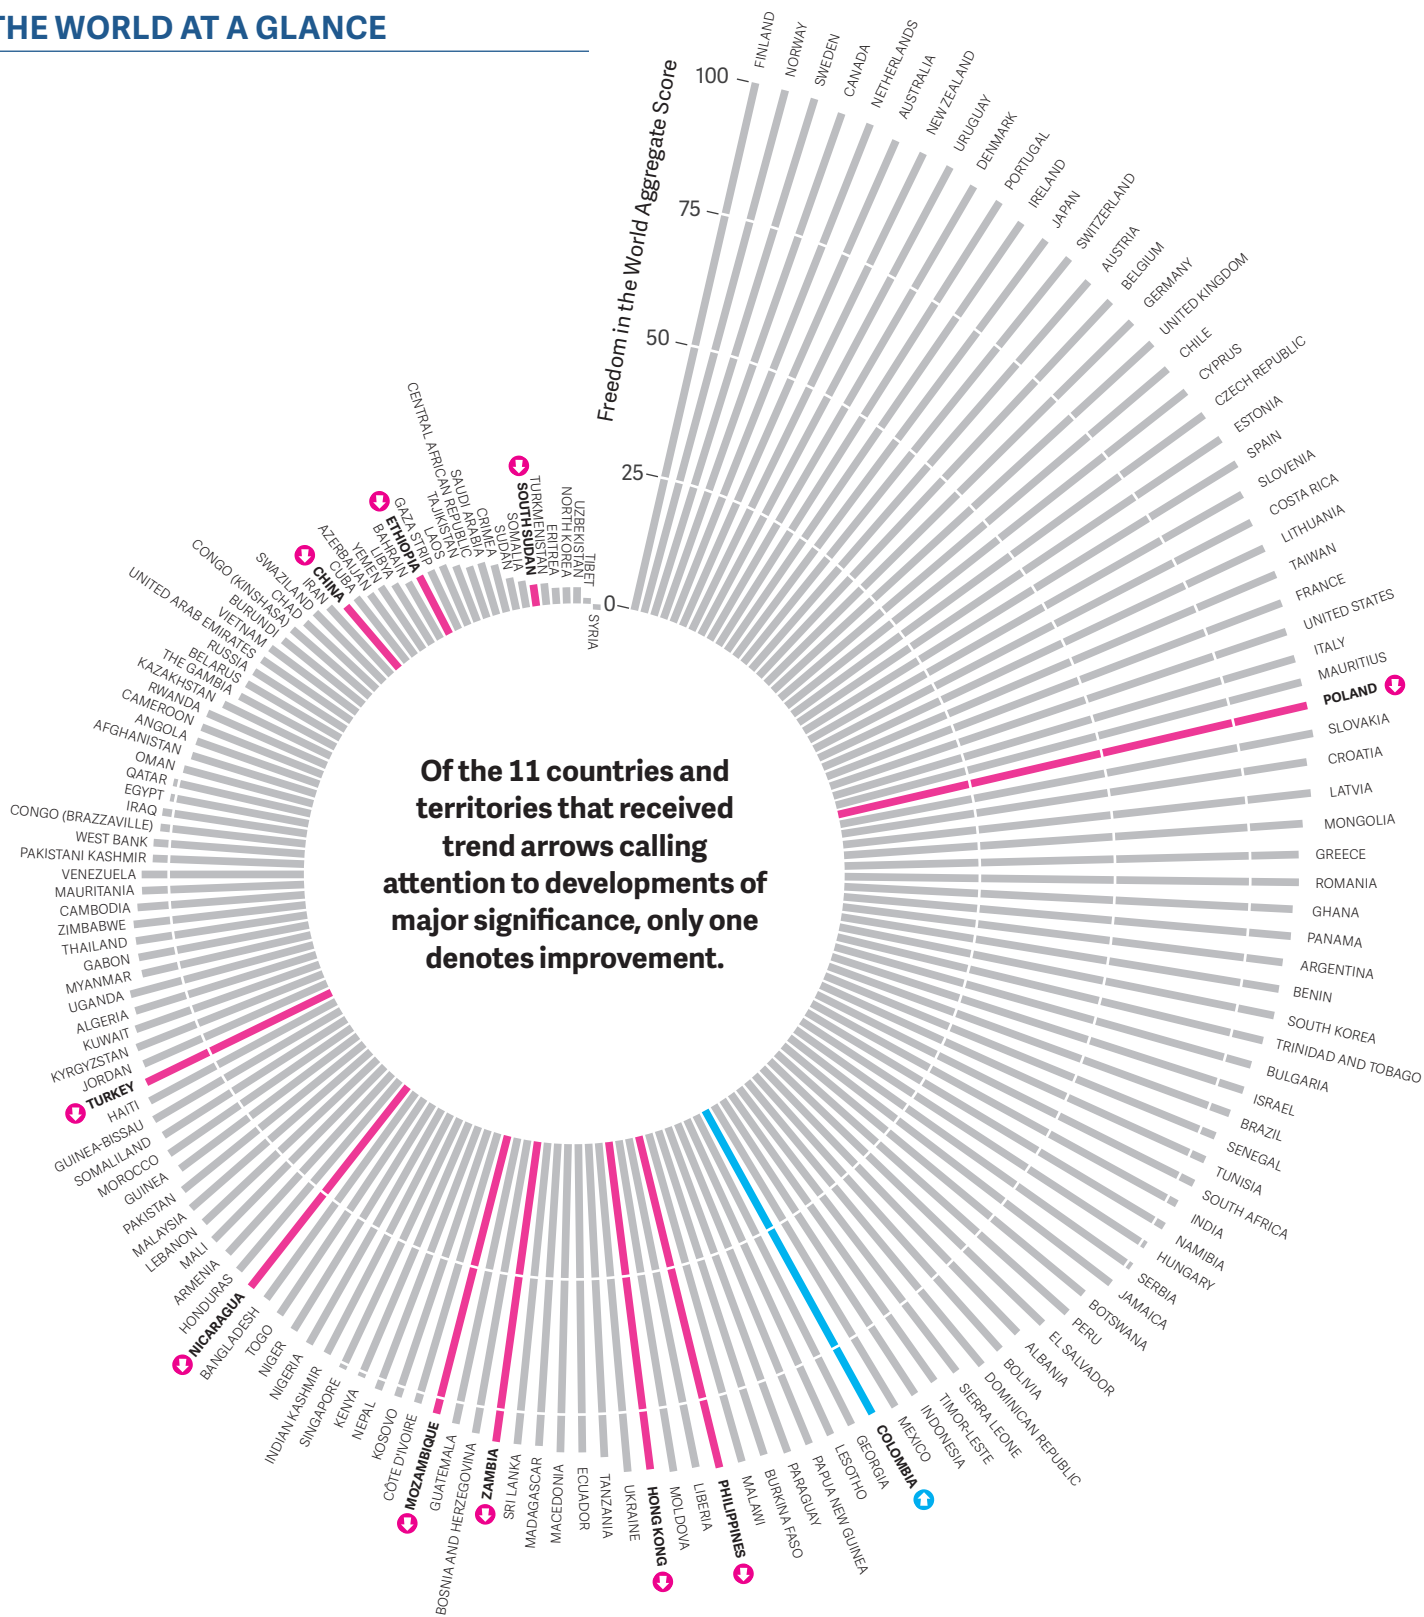 THE WORLD AT A GLANCE
Freedom in the World Aggregate Score
100
75
50
25
0
FINLAND
NORWAY
SWEDEN
CANADA
NETHERLANDS
AUSTRALIA
NEW ZEALAND
URUGUAY
DENMARK
PORTUGAL
IRELAND
JAPAN
SWITZERLAND
AUSTRIA
BELGIUM
GERMANY
UNITED KINGDOM
CHILE
CYPRUS
CZECH REPUBLIC
ESTONIA
SPAIN
SLOVENIA
COSTA RICA
LITHUANIA
TAIWAN
FRANCE
UNITED STATES
ITALY
MAURITIUS
POLAND
SLOVAKIA
CROATIA
LATVIA
MONGOLIA
GREECE
ROMANIA
GHANA
PANAMA
ARGENTINA
BENIN
SOUTH KOREA
TRINIDAD AND TOBAGO
BULGARIA
ISRAEL
BRAZIL
SENEGAL
TUNISIA
SOUTH AFRICA
INDIA
NAMIBIA
HUNGARY
SERBIA
JAMAICA
BOTSWANA
PERU
EL SALVADOR
ALBANIA
DOMINICAN REPUBLIC
BOLIVIA
SIERRA LEONE
TIMOR-LESTE
INDONESIA
MEXICO
COLOMBIA
GEORGIA
LESOTHO
PAPUA NEW GUINEA
PARAGUAY
BURKINA FASO
MALAWI
PHILIPPINES
LIBERIA
MOLDOVA
HONG KONG
UKRAINE
TANZANIA
ECUADOR
MACEDONIA
MADAGASCAR
SRI LANKA
ZAMBIA
BOSNIA AND HERZEGOVINA
GUATEMALA
MOZAMBIQUE
CÔTE D'IVOIRE
KOSOVO
NEPAL
KENYA
SINGAPORE
INDIAN KASHMIR
NIGERIA
NIGER
TOGO
BANGLADESH
NICARAGUA
HONDURAS
ARMENIA
MALI
LEBANON
MALAYSIA
PAKISTAN
GUINEA
MOROCCO
SOMALILAND
GUINEA-BISSAU
HAITI
TURKEY
JORDAN
KYRGYZSTAN
KUWAIT
ALGERIA
UGANDA
MYANMAR
GABON
THAILAND
ZIMBABWE
CAMBODIA
MAURITANIA
VENEZUELA
PAKISTANI KASHMIR
WEST BANK
CONGO (BRAZZAVILLE)
IRAQ
EGYPT
QATAR
OMAN
AFGHANISTAN
ANGOLA
CAMEROON
RWANDA
KAZAKHSTAN
THE GAMBIA
BELARUS
RUSSIA
UNITED ARAB EMIRATES
VIETNAM
BURUNDI
CONGO (KINSHASA)
CHAD
SWAZILAND
IRAN
CHINA
CUBA
AZERBAIJAN
YEMEN
LIBYA
BAHRAIN
ETHIOPIA
GAZA STRIP
LAOS
TAJIKISTAN
CENTRAL AFRICAN REPUBLIC
SAUDI ARABIA
CRIMEA
SUDAN
SOMALIA
SOUTH SUDAN
TURKMENISTAN
ERITREA
NORTH KOREA
UZBEKISTAN
TIBET
SYRIA
Of the 11 countries and
territories that received
trend arrows calling
attention to developments of
major significance, only one
denotes improvement.